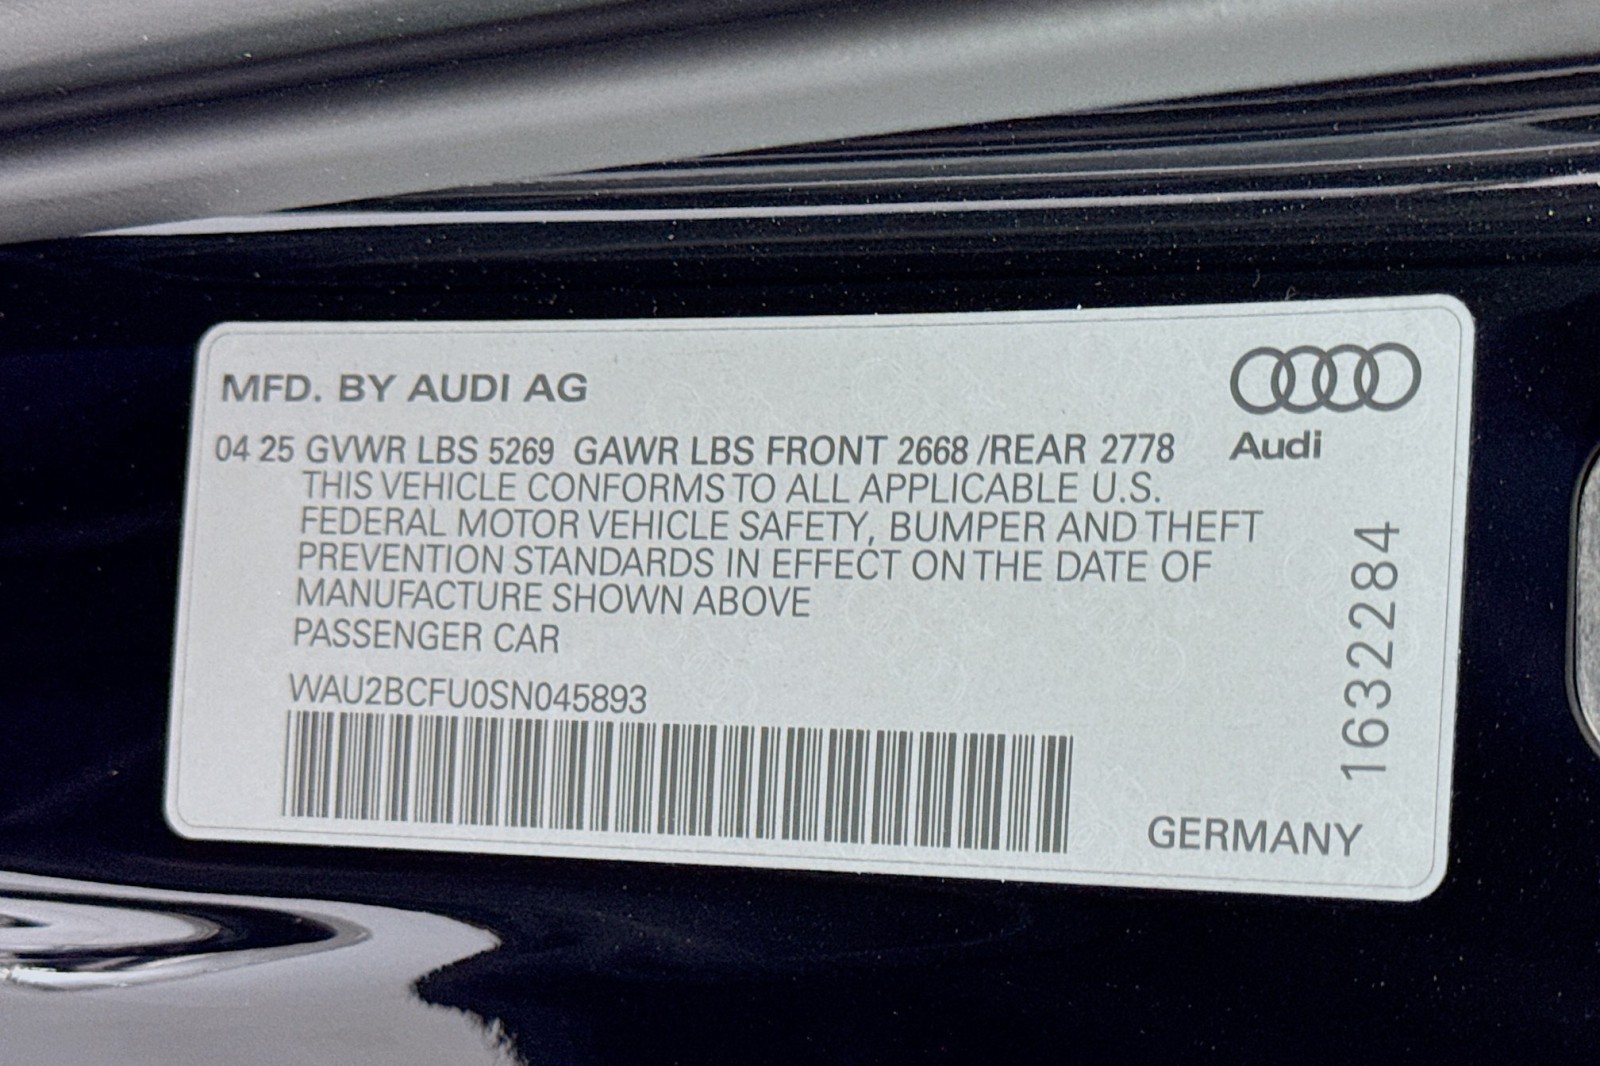 MFD. BY AUDI AG
Audi
04 25 GVWR LBS 5269 GAWR LBS FRONT 2668 /REAR 2778
THIS VEHICLE CONFORMS TO ALL APPLICABLE U.S.
FEDERAL MOTOR VEHICLE SAFETY, BUMPER AND THEFT
PREVENTION STANDARDS IN EFFECT ON THE DATE OF
MANUFACTURE SHOWN ABOVE
PASSENGER CAR
WAU2BCFU0SN045893
1632284
GERMANY